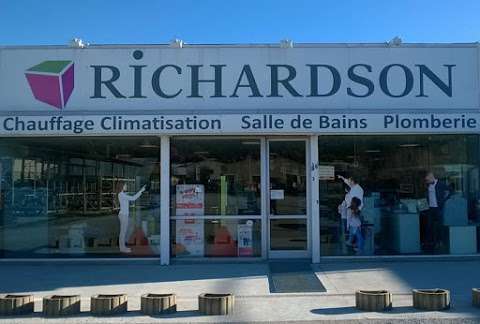 RiCHARDSON
Chauffage Climatisation Salle de Bains Plomberie